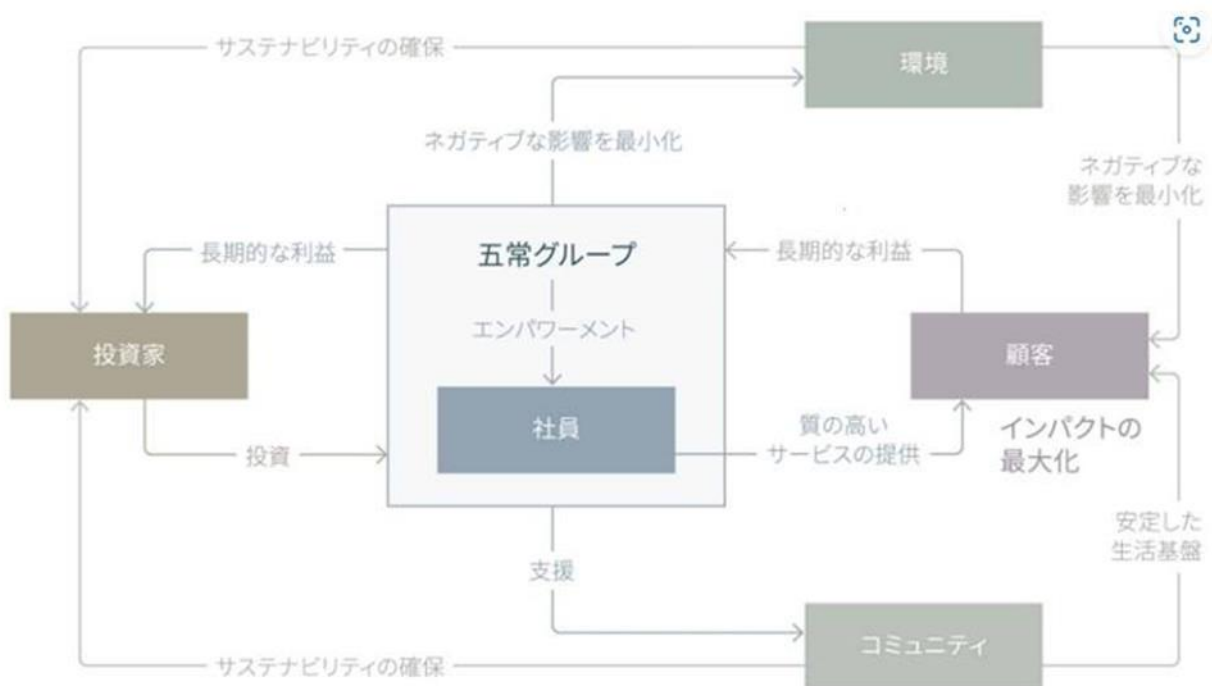 サステナビリティの確保
環境
ネガティブな影響を最小化
ネガティブな
影響を最小化
長期的な利益
五常グループ
長期的な利益
エンパワーメント
投資家
顧客
社員
質の高い
サービスの提供
インパクトの
最大化
投資
安定した
生活基盤
支援
コミュニティ
サステナビリティの確保